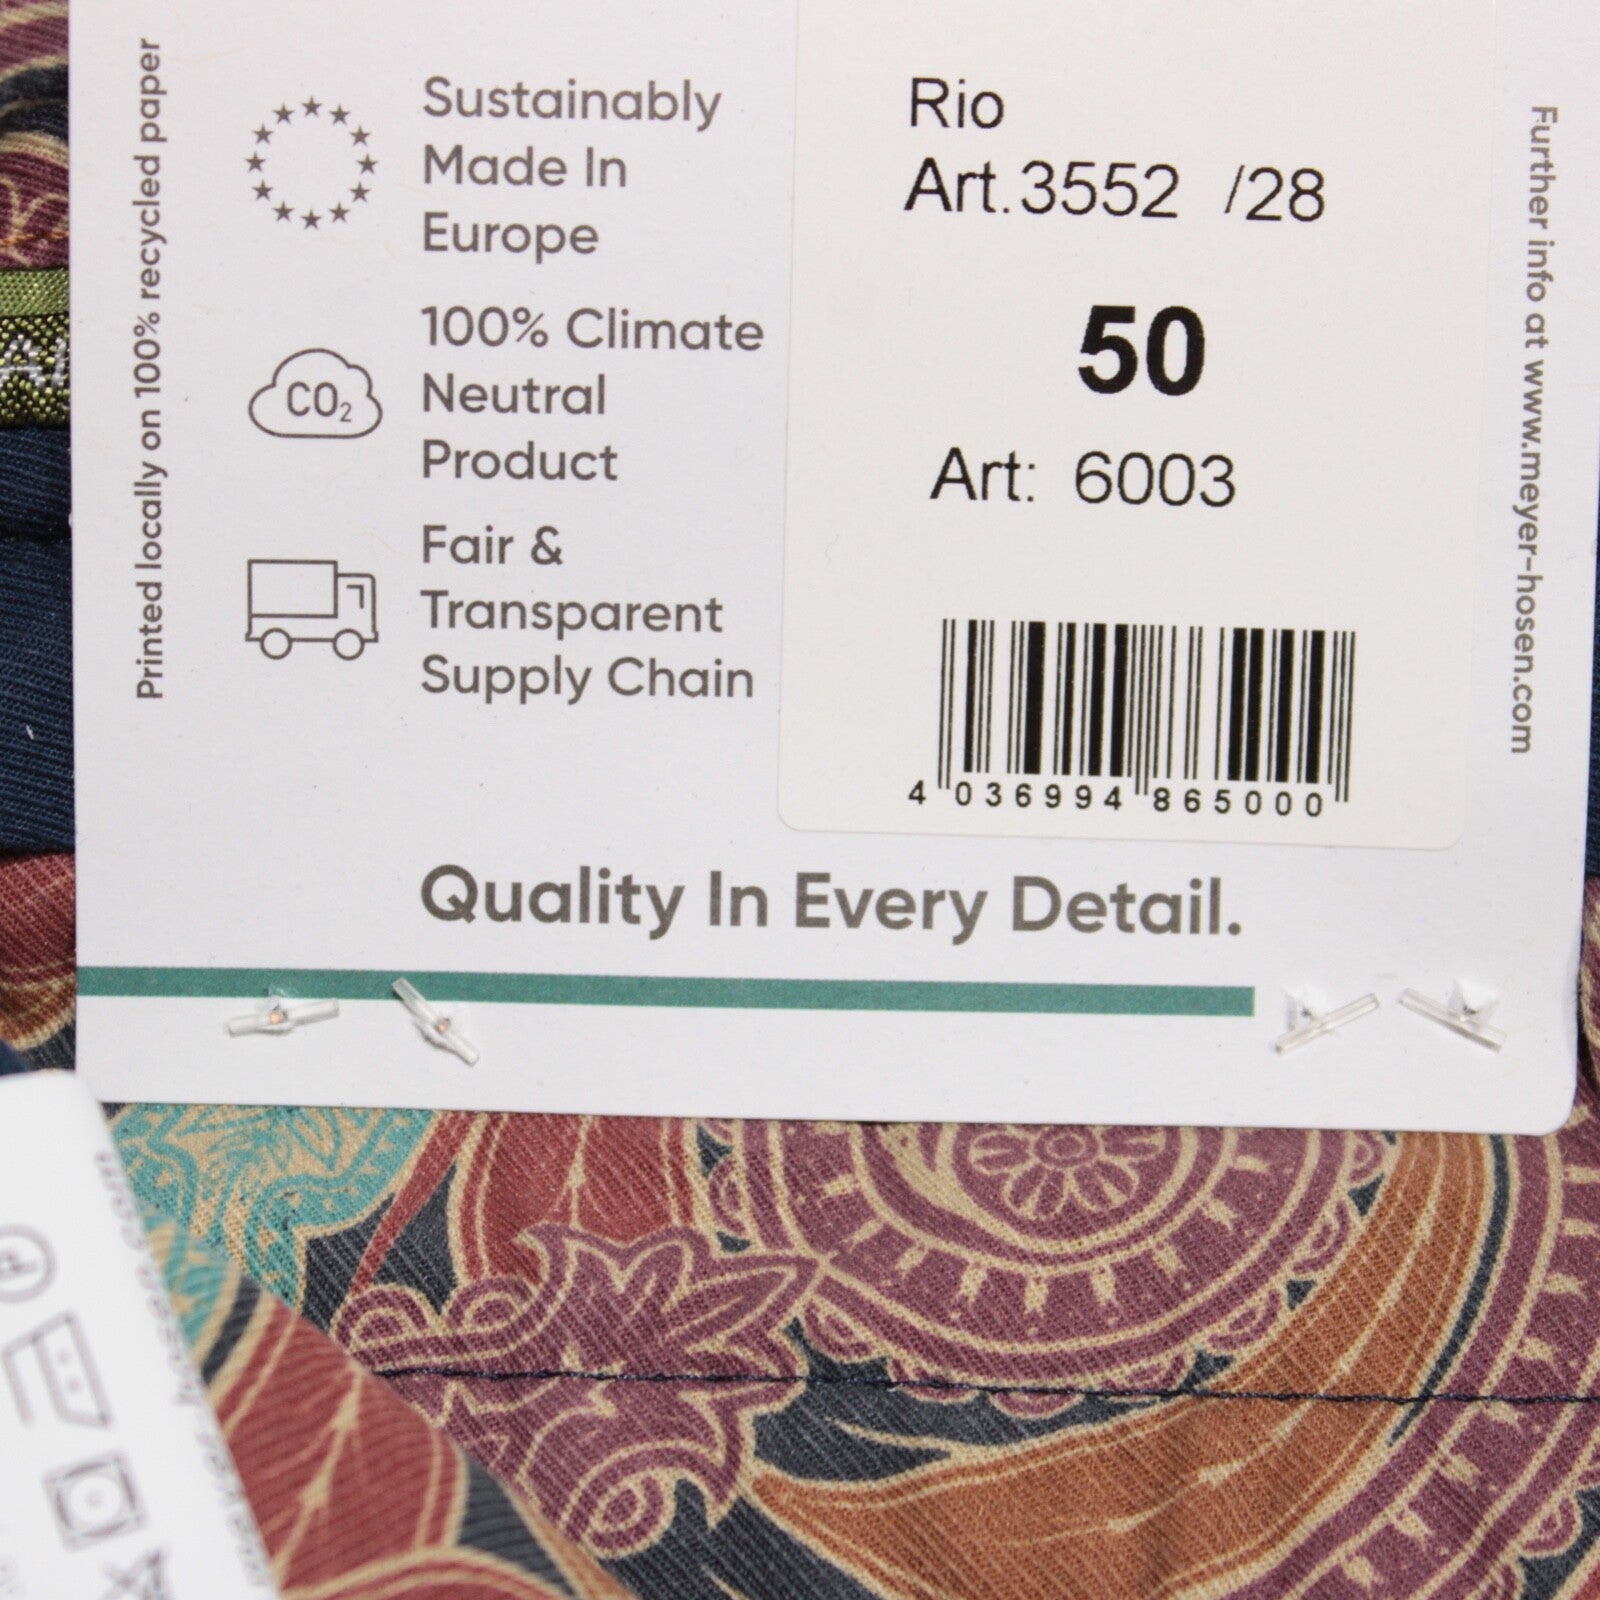 Printed locally on 100% recycled paper
Sustainably
Made In
Europe
CO₂
100% Climate
Neutral
Product
Fair &
Transparent
Supply Chain
Rio
Art.3552 /28
50
Art: 6003
4 036994 865000
Further info at www.meyer-hosen.com
Quality In Every Detail.
P